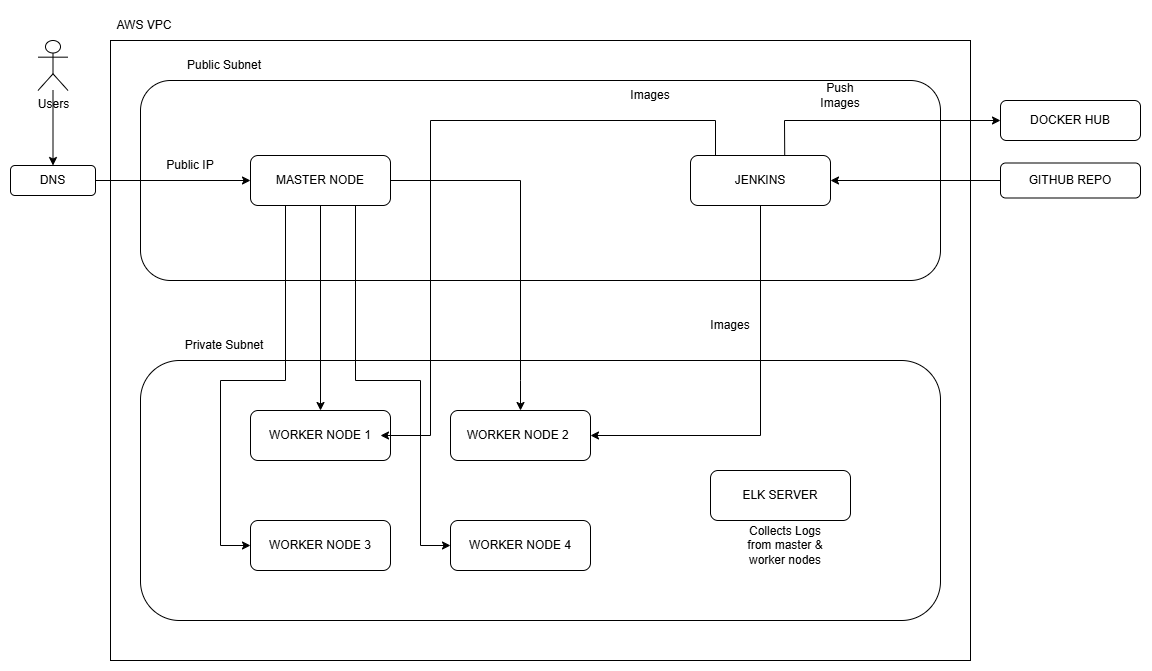 AWS VPC
Users
DNS
Public IP
Public Subnet
MASTER NODE
Images
Push
Images
JENKINS
DOCKER HUB
GITHUB REPO
Images
Private Subnet
WORKER NODE 1
WORKER NODE 2
WORKER NODE 3
WORKER NODE 4
ELK SERVER
Collects Logs
from master &
worker nodes